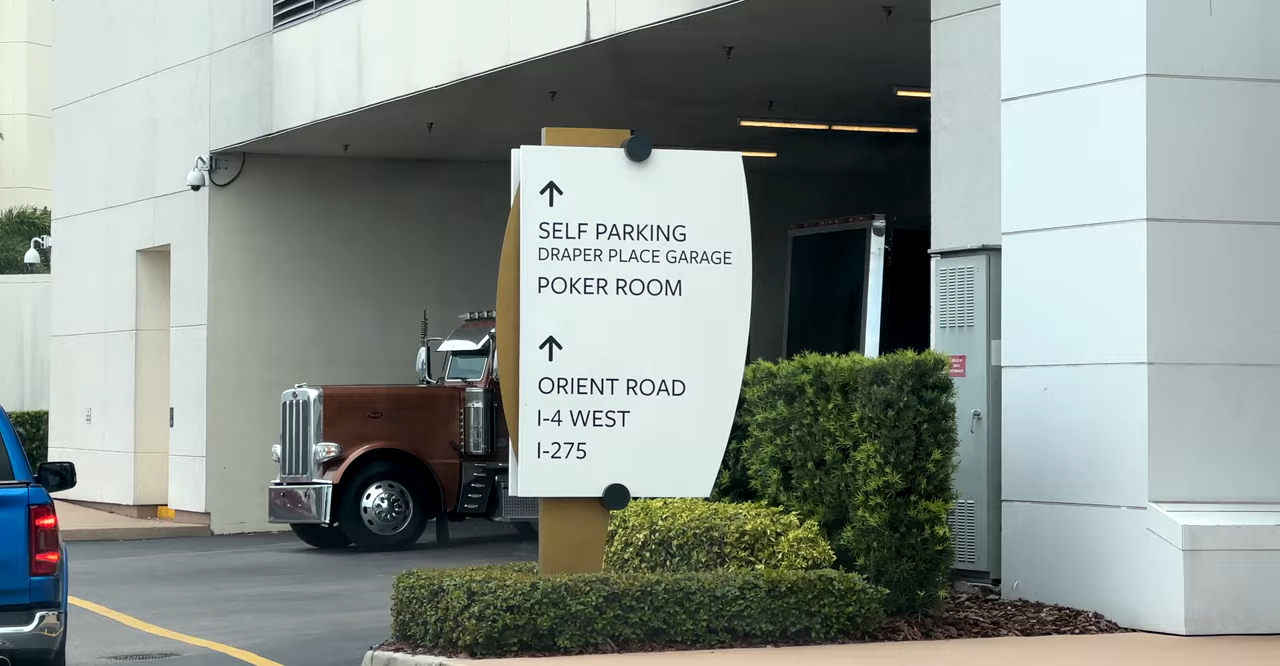 SELF PARKING
DRAPER PLACE GARAGE
POKER ROOM
ORIENT ROAD
I-4 WEST
I-275